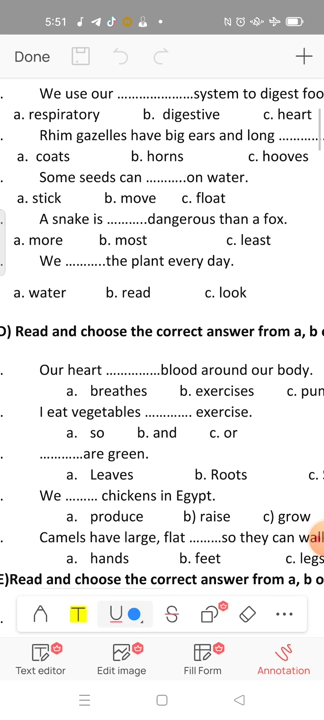 5:51
Done
. We use our .....................system to digest foo
a. respiratory b. digestive c. heart
. Rhim gazelles have big ears and long ...........
a. coats b. horns c. hooves
. Some seeds can ...........on water.
a. stick b. move c. float
. A snake is ...........dangerous than a fox.
a. more b. most c. least
. We ...........the plant every day.
a. water b. read c. look
D) Read and choose the correct answer from a, b
. Our heart ...............blood around our body.
a. breathes b. exercises c. pun
. I eat vegetables ............. exercise.
a. so b. and c. or
. ............are green.
a. Leaves b. Roots c.
. We ......... chickens in Egypt.
a. produce b) raise c) grow
. Camels have large, flat .........so they can wall
a. hands b. feet c. legs
E)Read and choose the correct answer from a, b o
T U S
Text editor Edit image Fill Form Annotation